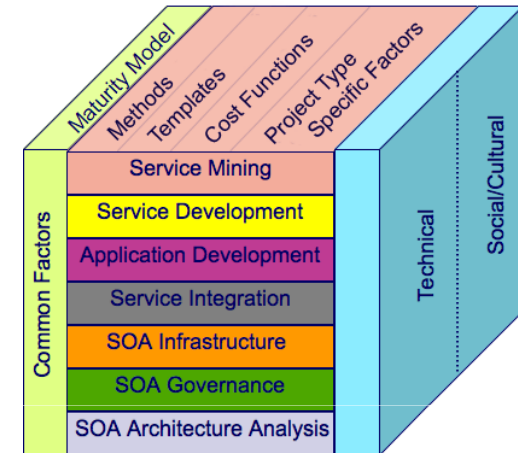 Maturity Model
Methods
Templates
Cost Functions
Project Type
Specific Factors
Common Factors
Service Mining
Service Development
Application Development
Service Integration
SOA Infrastructure
SOA Governance
SOA Architecture Analysis
Technical
Social/Cultural